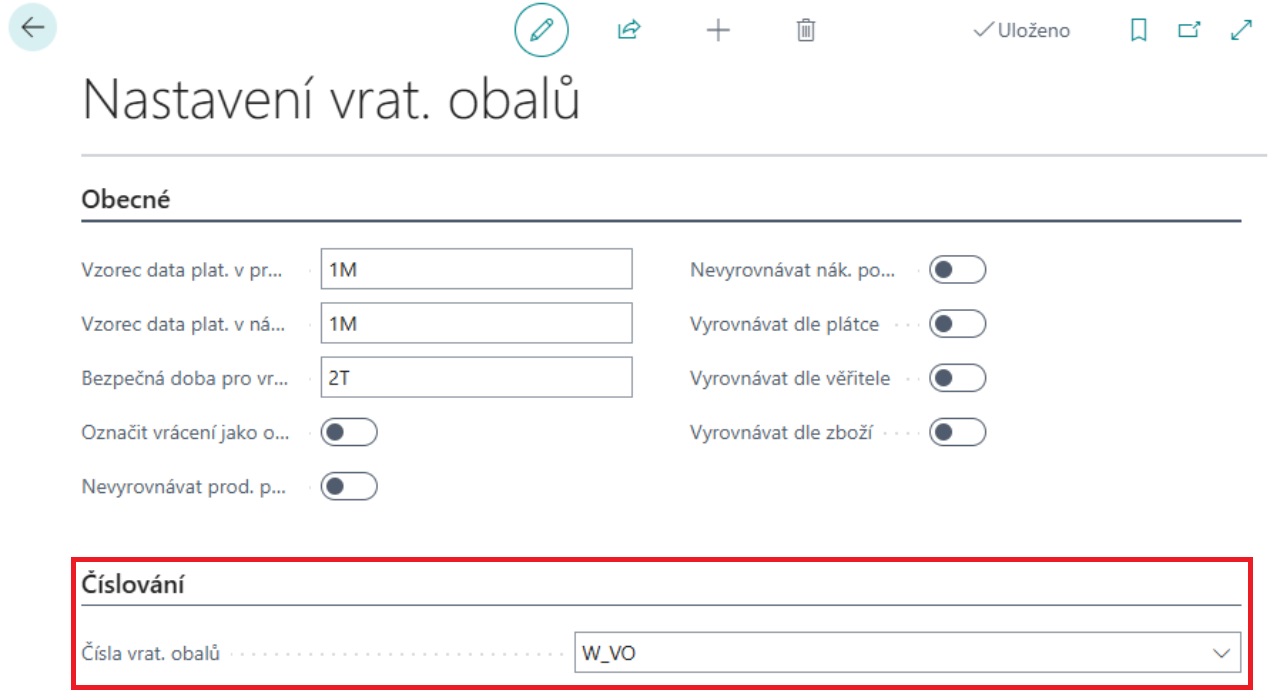 Uloženo
Nastavení vrat. obalů
Obecné
Vzorec data plat. v pr... 1M
Vzorec data plat. v ná... 1M
Bezpečná doba pro vr... 2T
Označit vrácení jako o...
Nevyrovnávat prod. p...
Nevyrovnávat nák. po...
Vyrovnávat dle plátce
Vyrovnávat dle věřitele
Vyrovnávat dle zboží
Číslování
Čísla vrat. obalů W_VO